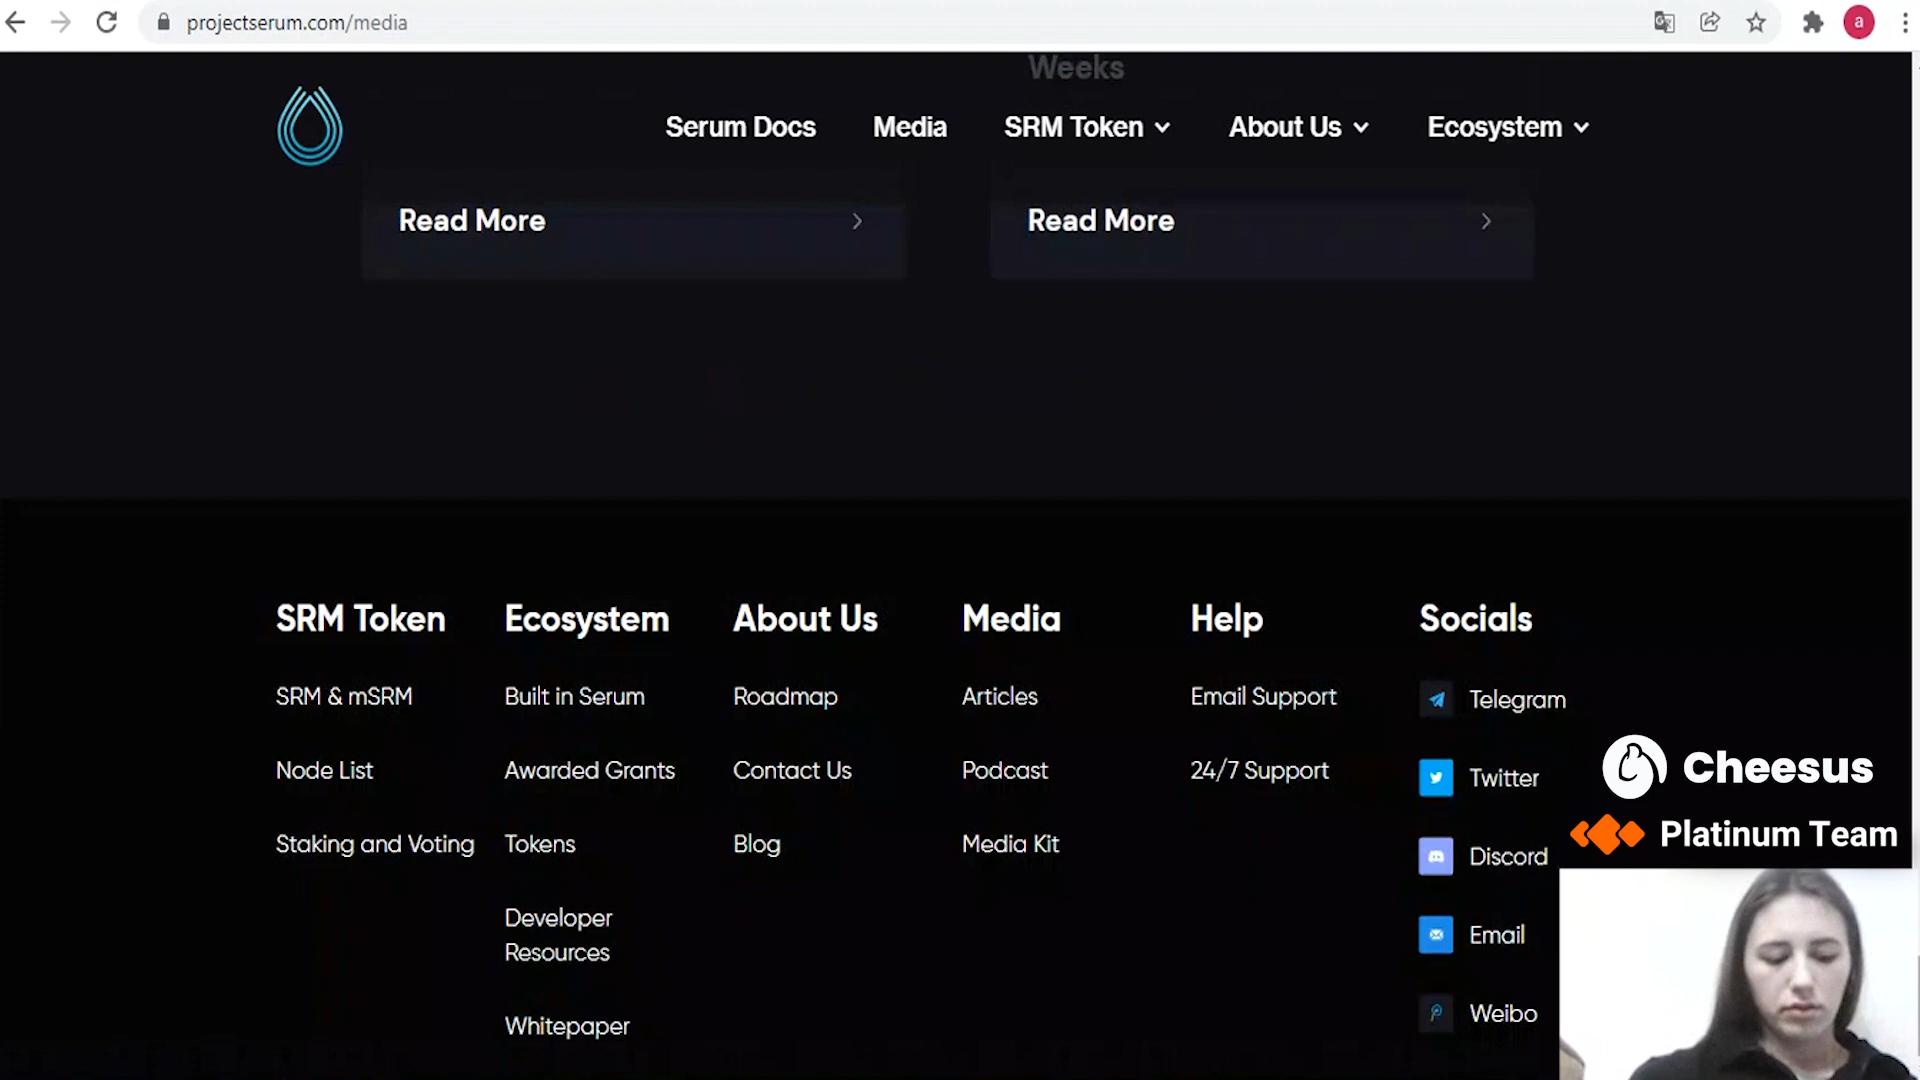 projectserum.com/media
a
Weeks
Serum Docs
Media
SRM Token
About Us
Ecosystem
Read More
Read More
SRM Token
SRM & mSRM
Node List
Staking and Voting
Ecosystem
Built in Serum
Awarded Grants
Tokens
Developer
Resources
Whitepaper
About Us
Roadmap
Contact Us
Blog
Media
Articles
Podcast
Media Kit
Help
Email Support
24/7 Support
Socials
Telegram
Twitter
Discord
Email
Weibo
Cheesus
Platinum Team